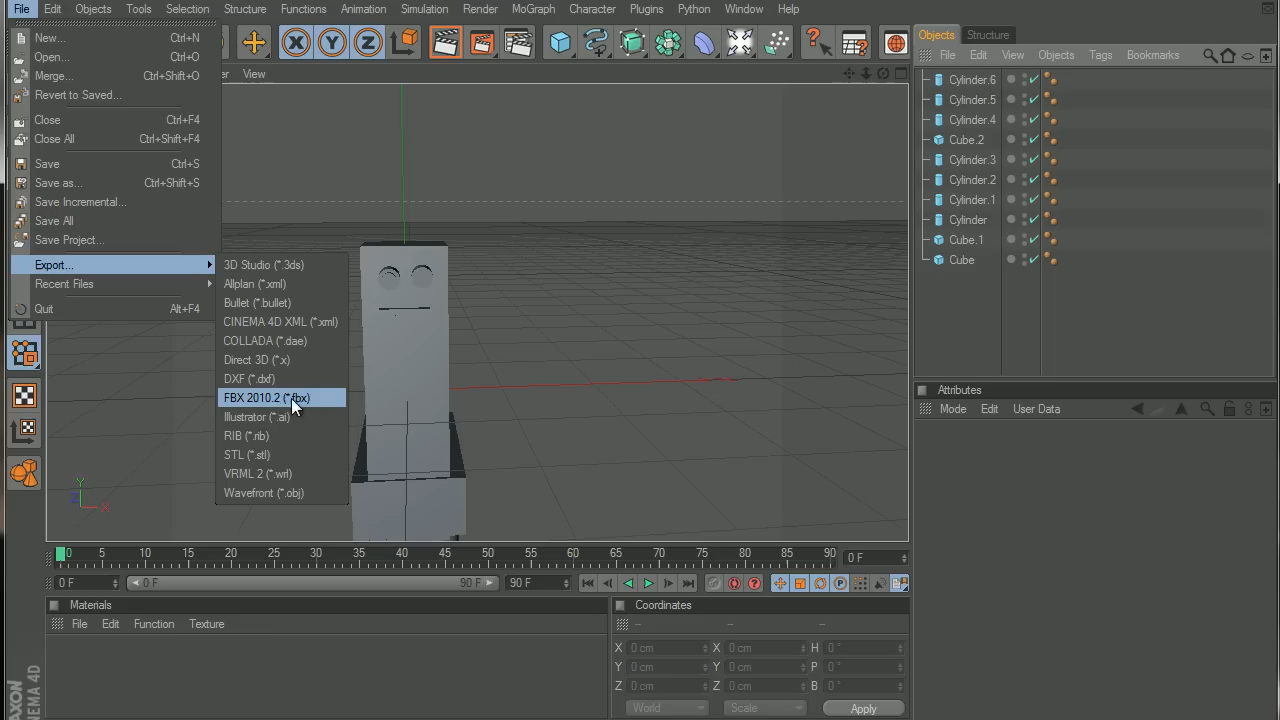 File Edit Objects Tools Selection Structure Functions Animation Simulation Render MoGraph Character Plugins Python Window Help
New... Ctrl+N
Open... Ctrl+O
Merge... Ctrl+Shift+O
Revert to Saved...
Close Ctrl+F4
Close All Ctrl+Shift+F4
Save Ctrl+S
Save as... Ctrl+Shift+S
Save Incremental...
Save All
Save Project...
Export...
Recent Files
Quit Alt+F4
3D Studio (*.3ds)
Allplan (*.xml)
Bullet (*.bullet)
CINEMA 4D XML (*.xml)
COLLADA (*.dae)
Direct 3D (*.x)
DXF (*.dxf)
FBX 2010.2 (*.fbx)
Illustrator (*.ai)
RIB (*.rib)
STL (*.stl)
VRML 2 (*.wrl)
Wavefront (*.obj)
X Y Z
View
Y
Z
X
Objects Structure
File Edit View Objects Tags Bookmarks
Cylinder.6
Cylinder.5
Cylinder.4
Cube.2
Cylinder.3
Cylinder.2
Cylinder.1
Cylinder
Cube.1
Cube
Attributes
Mode Edit User Data
0 5 10 15 20 25 30 35 40 45 50 55 60 65 70 75 80 85 90 0 F
0 F 0 F 90 F 90 F
P
Materials
File Edit Function Texture
Coordinates
-- -- --
X 0 cm X 0 cm H 0 °
Y 0 cm Y 0 cm P 0 °
Z 0 cm Z 0 cm B 0 °
World Scale Apply
CINEMA 4D